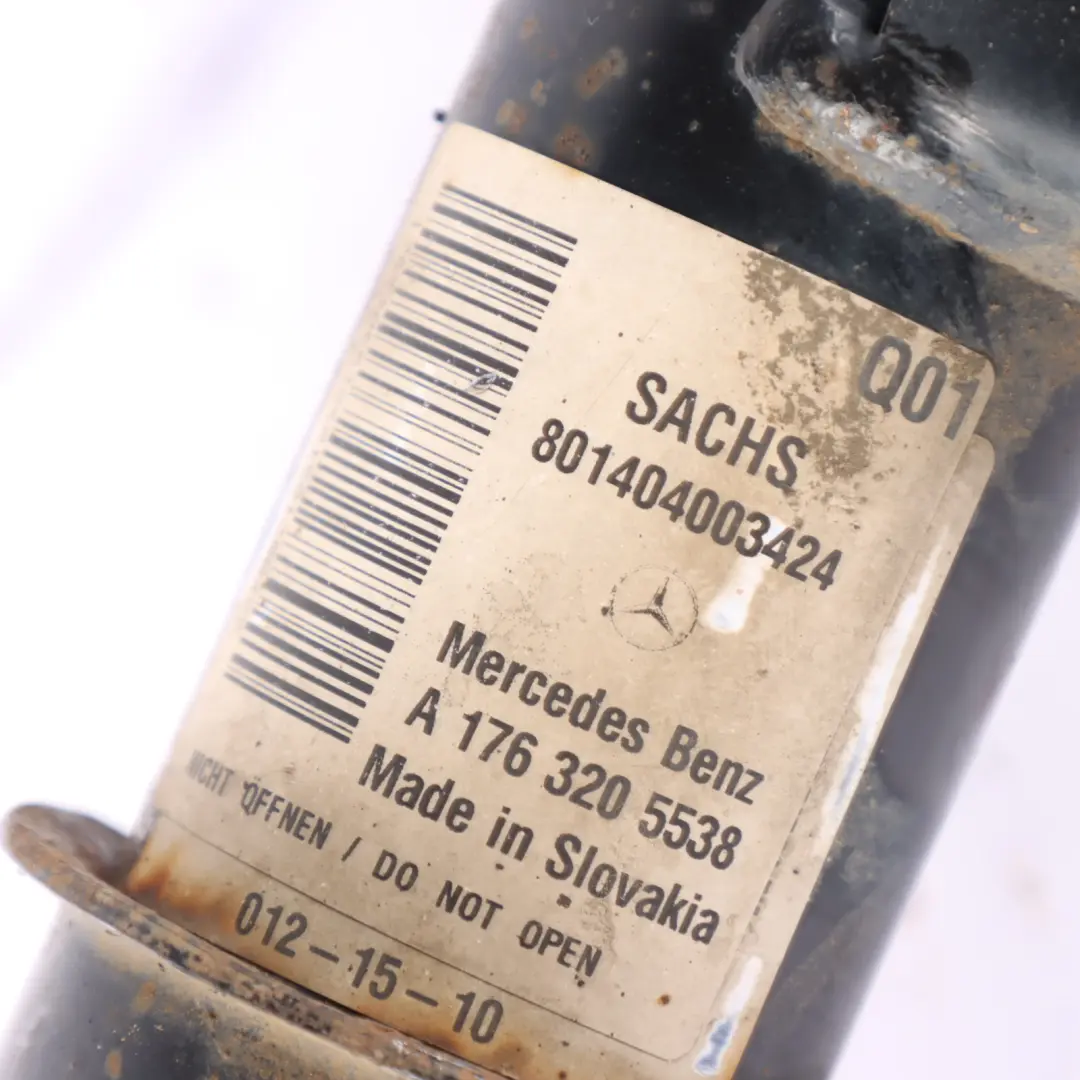 Q01
SACHS
801404003424
Mercedes Benz
A 176 320 5538
Made in Slovakia
NICHT ÖFFNEN / DO NOT OPEN
012-15-10